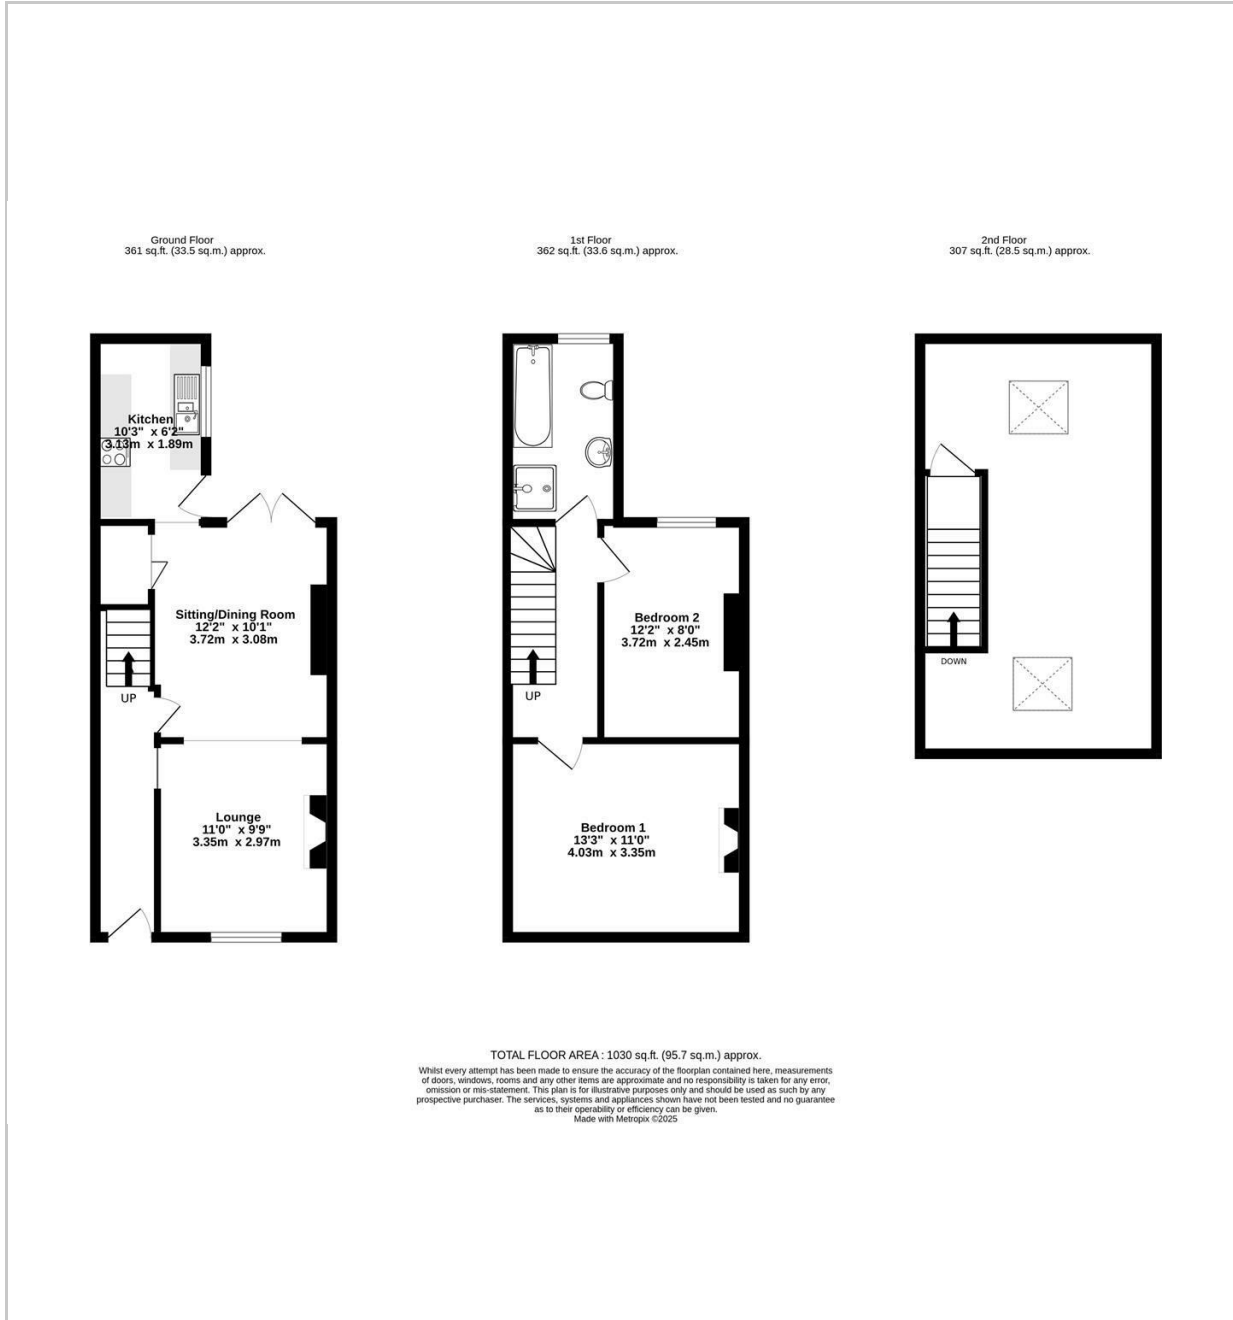 Ground Floor
361 sq.ft. (33.5 sq.m.) approx.
1st Floor
362 sq.ft. (33.6 sq.m.) approx.
2nd Floor
307 sq.ft. (28.5 sq.m.) approx.
Kitchen
10'3" x 6'2"
3.13m x 1.89m
Sitting/Dining Room
12'2" x 10'1"
3.72m x 3.08m
UP
Lounge
11'0" x 9'9"
3.35m x 2.97m
Bedroom 2
12'2" x 8'0"
3.72m x 2.45m
UP
Bedroom 1
13'3" x 11'0"
4.03m x 3.35m
DOWN
TOTAL FLOOR AREA : 1030 sq.ft. (95.7 sq.m.) approx.
Whilst every attempt has been made to ensure the accuracy of the floorplan contained here, measurements
of doors, windows, rooms and any other items are approximate and no responsibility is taken for any error,
omission or mis-statement. This plan is for illustrative purposes only and should be used as such by any
prospective purchaser. The services, systems and appliances shown have not been tested and no guarantee
as to their operability or efficiency can be given.
Made with Metropix ©2025